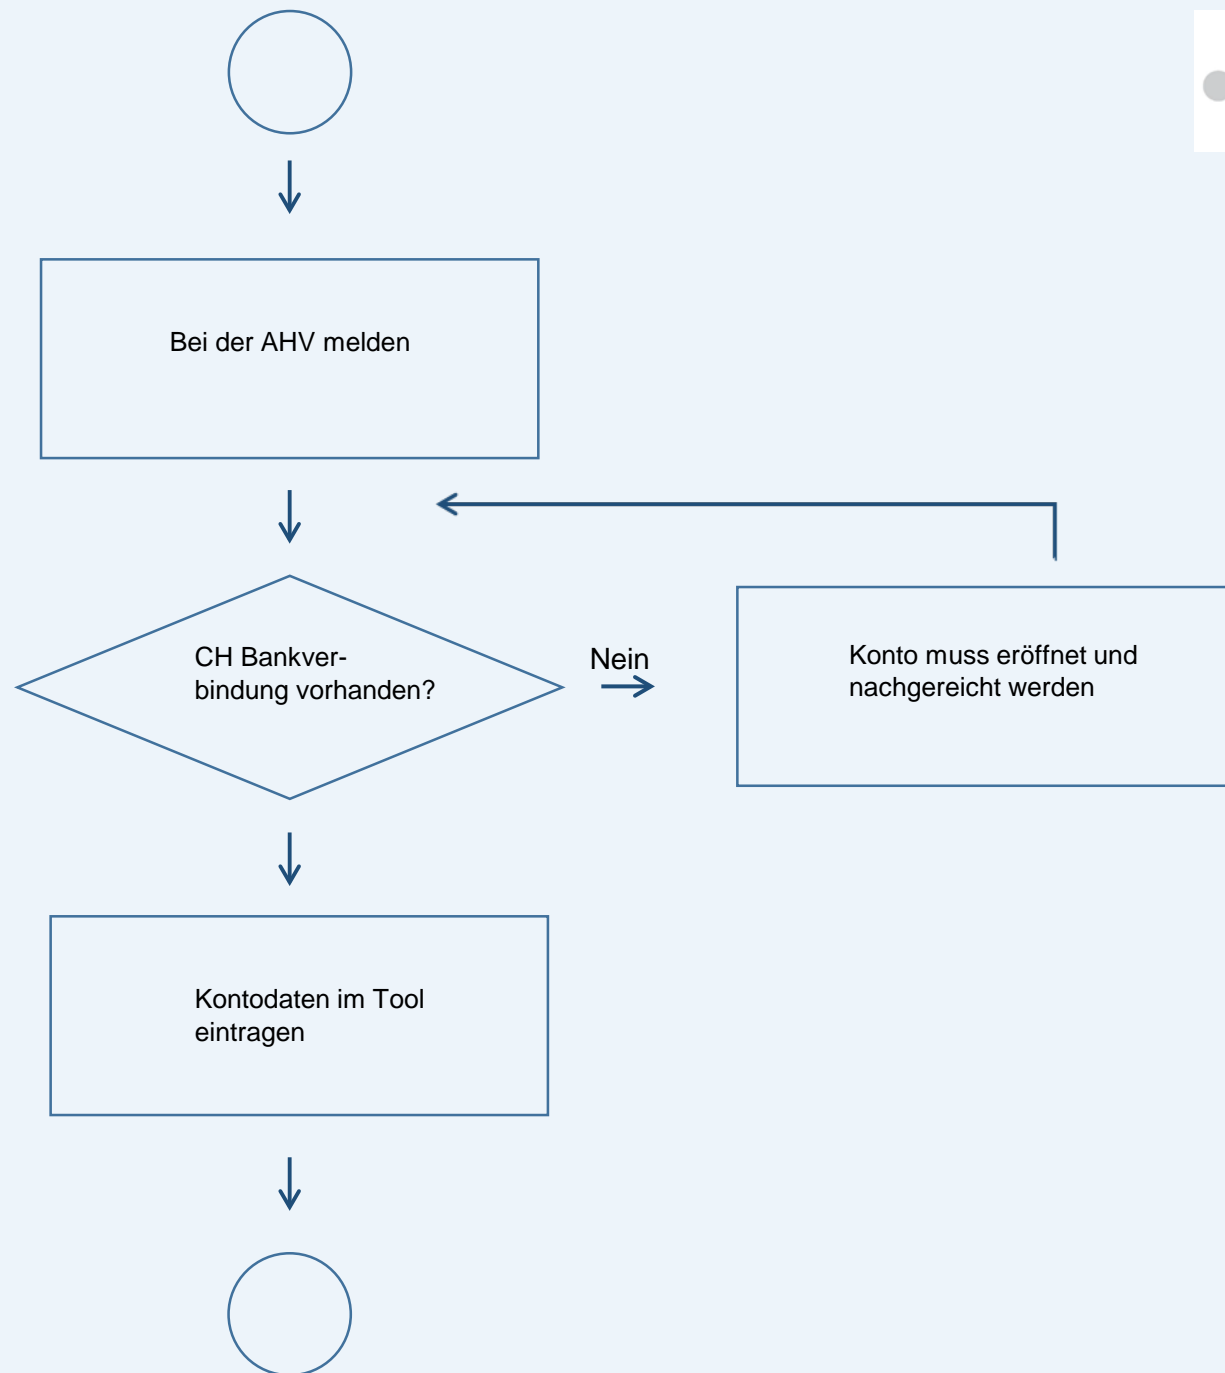 Bei der AHV melden
CH Bankver-
bindung vorhanden?
Nein
Konto muss eröffnet und
nachgereicht werden
Kontodaten im Tool
eintragen